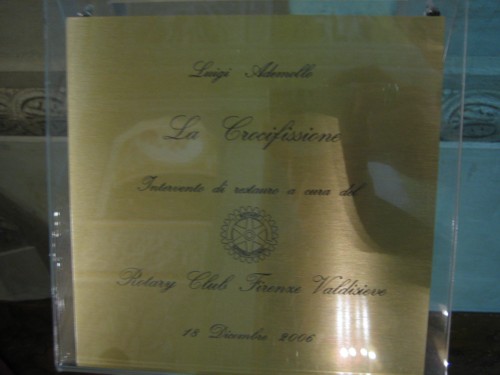 Luigi Ademollo
La Crocifissione
Intervento di restauro a cura del
Rotary Club Firenze Valdisieve
18 Dicembre 2006